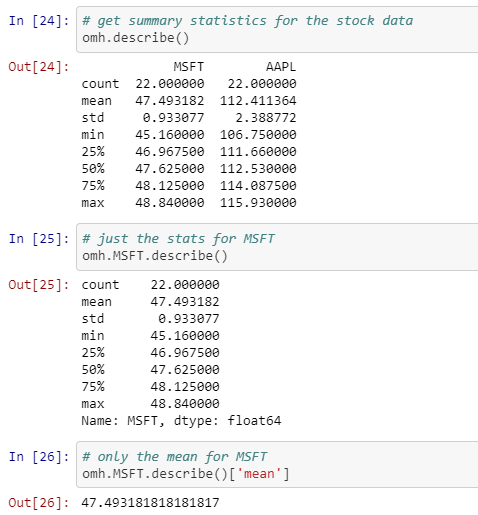 In [24]: # get summary statistics for the stock data
omh.describe()
Out[24]: MSFT AAPL
count 22.000000 22.000000
mean 47.493182 112.411364
std 0.933077 2.388772
min 45.160000 106.750000
25% 46.967500 111.660000
50% 47.625000 112.530000
75% 48.125000 114.087500
max 48.840000 115.930000
In [25]: # just the stats for MSFT
omh.MSFT.describe()
Out[25]: count 22.000000
mean 47.493182
std 0.933077
min 45.160000
25% 46.967500
50% 47.625000
75% 48.125000
max 48.840000
Name: MSFT, dtype: float64
In [26]: # only the mean for MSFT
omh.MSFT.describe()['mean']
Out[26]: 47.493181818181817